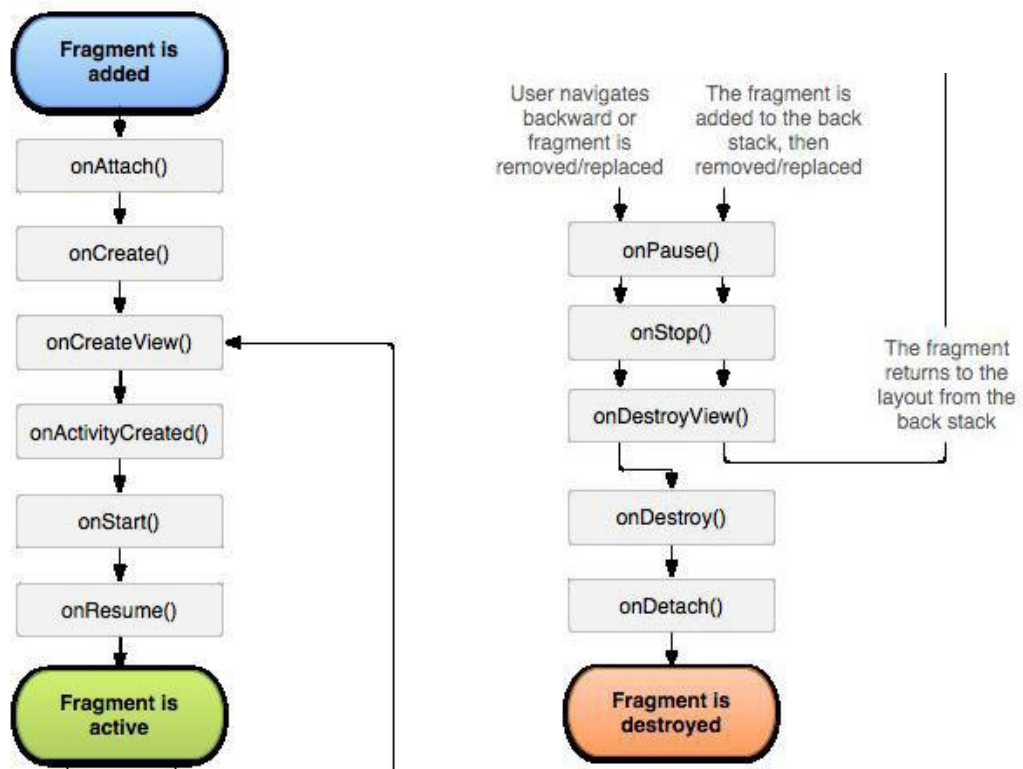 Fragment is
added
onAttach()
onCreate()
onCreateView()
onActivityCreated()
onStart()
onResume()
Fragment is
active
User navigates
backward or
fragment is
removed/replaced
The fragment is
added to the back
stack, then
removed/replaced
onPause()
onStop()
onDestroyView()
The fragment
returns to the
layout from the
back stack
onDestroy()
onDetach()
Fragment is
destroyed